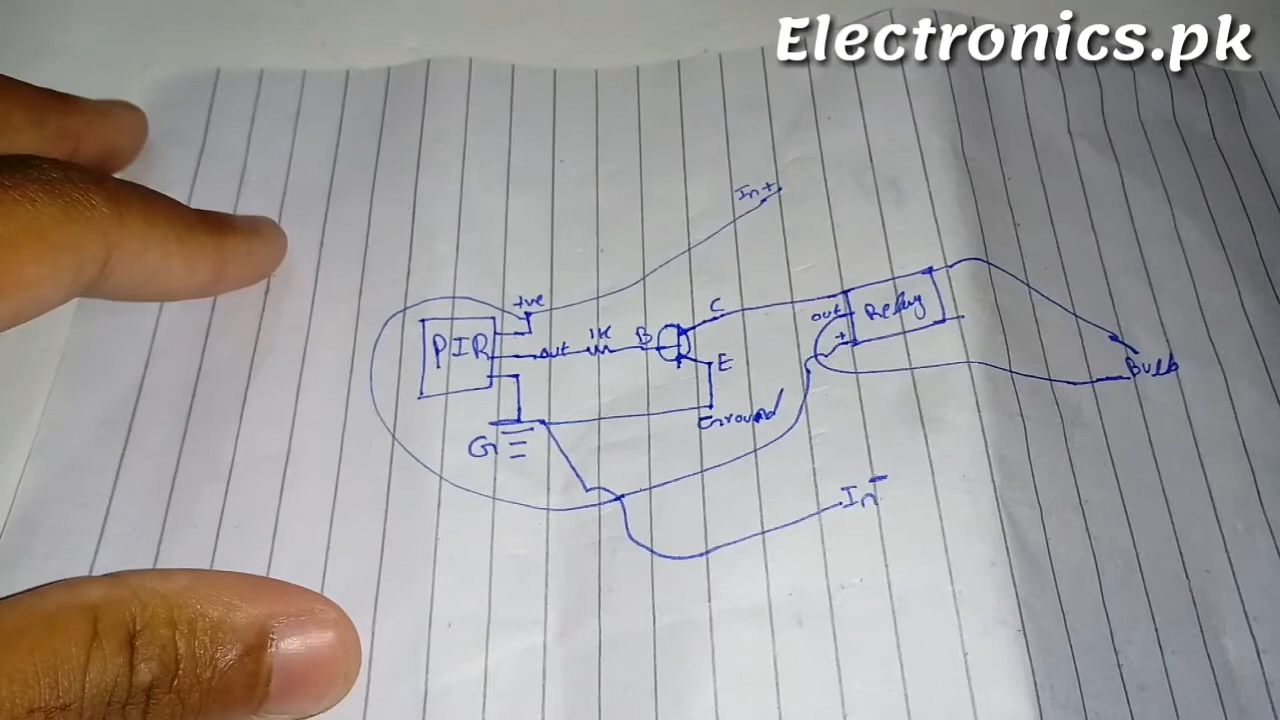 Electronics.pk
In+
+ve
C
out
Relay
PIR
out
1K
B
+
E
Bulb
Ground
G
In-